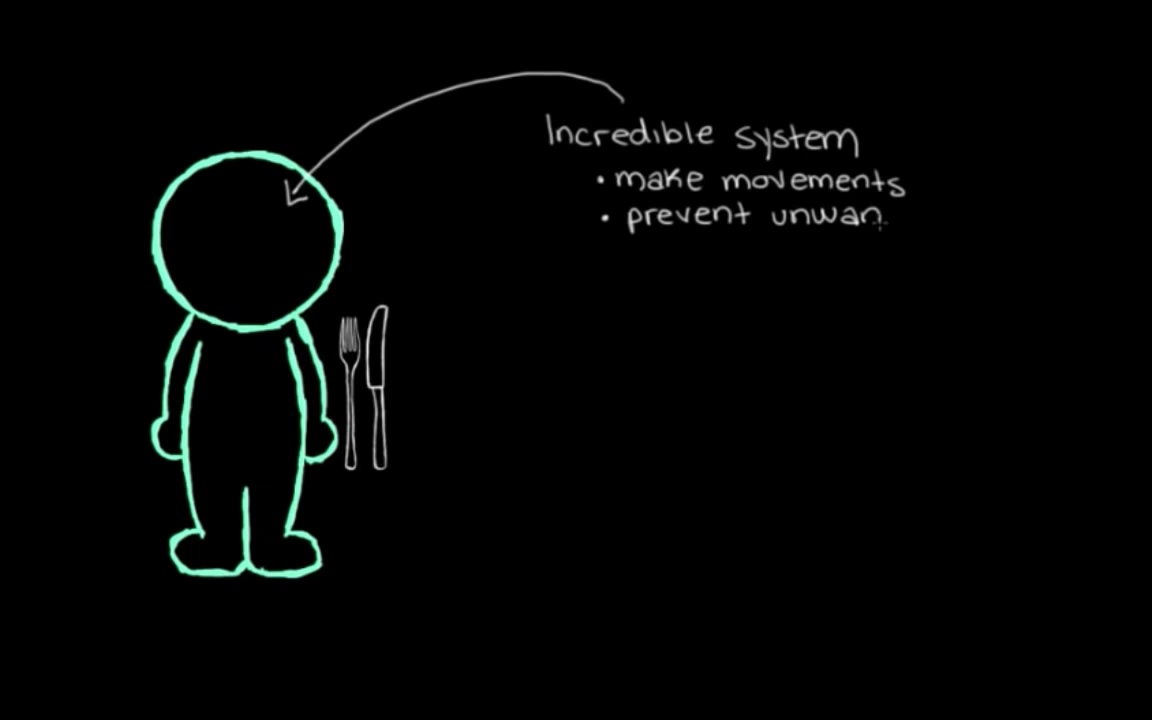 Incredible system
• make movements
• prevent unwan